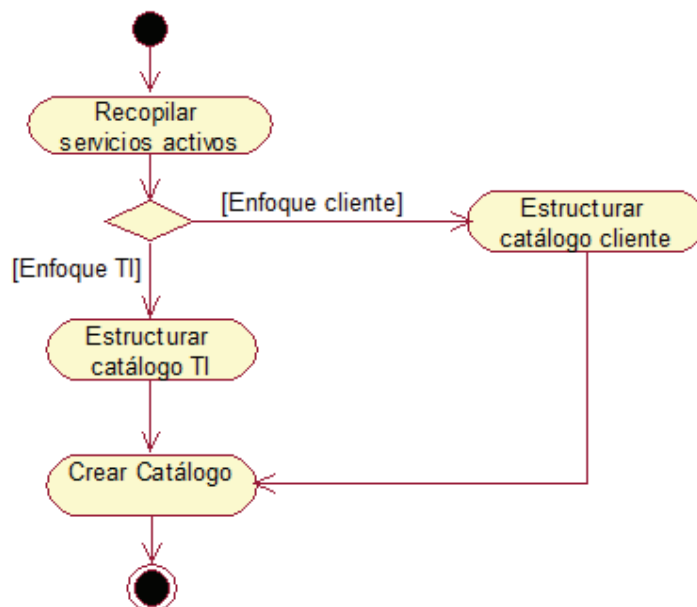 Recopilar
servicios activos
[Enfoque cliente]
Estructurar
catálogo cliente
[Enfoque TI]
Estructurar
catálogo TI
Crear Catálogo